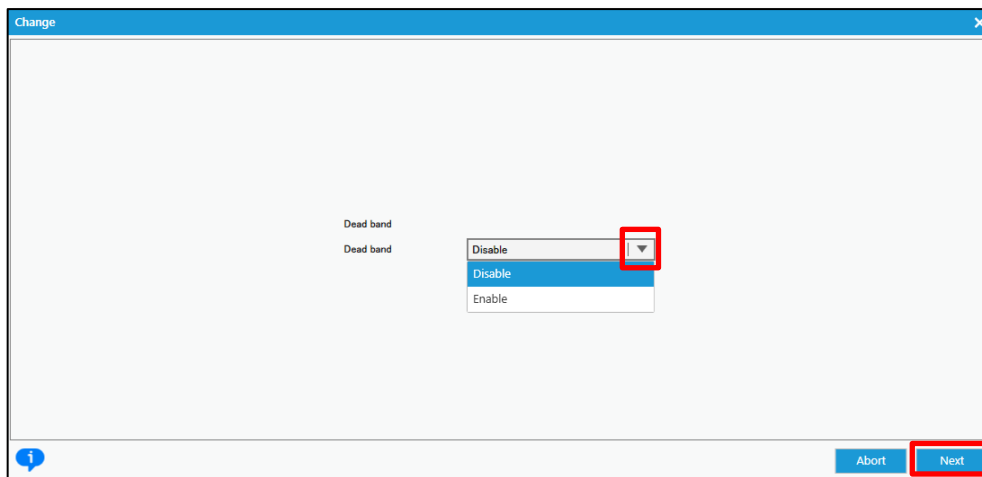 Change
Dead band
Dead band Disable
Disable
Enable
Abort Next